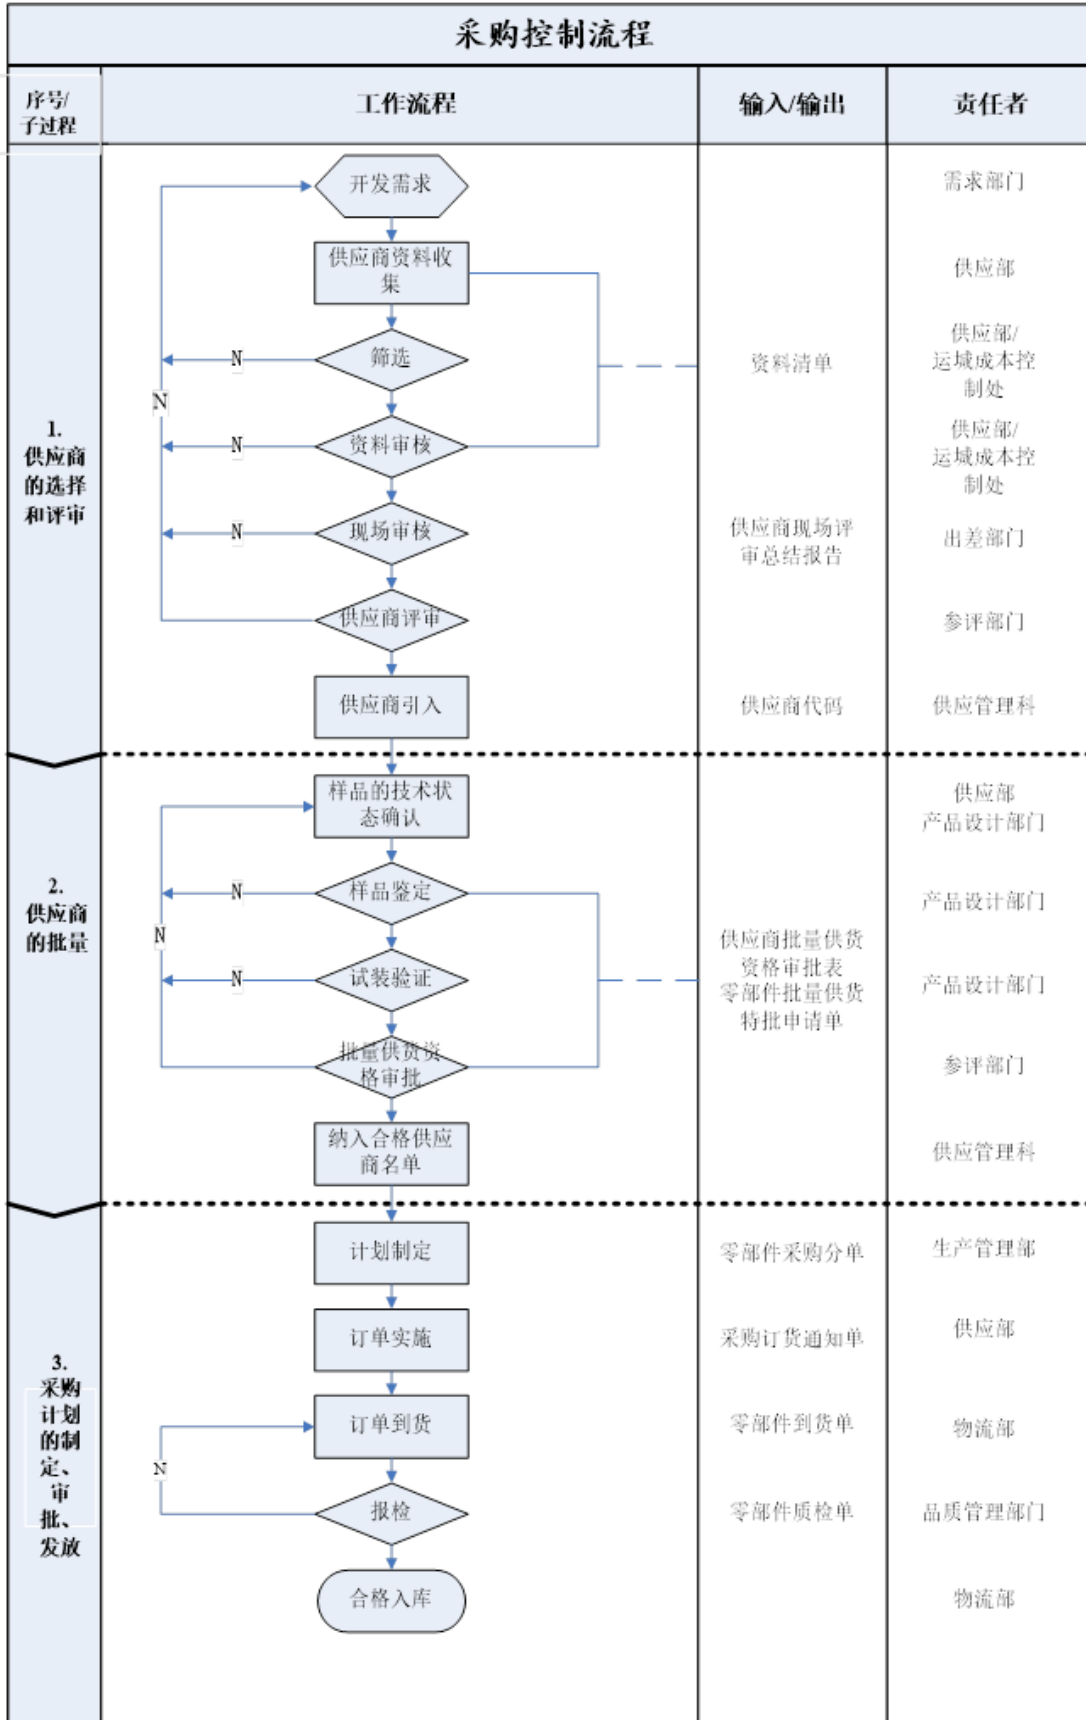 采购控制流程
序号/
子过程
工作流程
输入/输出
责任者
1.
供应商
的选择
和评审
开发需求
需求部门
供应商资料收
集
供应部
筛选
N
资料清单
供应部/
运城成本控
制处
N
资料审核
N
供应部/
运城成本控
制处
现场审核
N
供应商现场评
审总结报告
出差部门
供应商评审
参评部门
供应商引入
供应商代码
供应管理科
2.
供应商
的批量
样品的技术状
态确认
供应部
产品设计部门
样品鉴定
N
产品设计部门
N
供应商批量供货
资格审批表
零部件批量供货
特批申请单
试装验证
N
产品设计部门
批量供货资
格审批
参评部门
纳入合格供应
商名单
供应管理科
3.
采购
计划
的制
定、
审
批、
发放
计划制定
零部件采购分单
生产管理部
订单实施
采购订货通知单
供应部
订单到货
零部件到货单
物流部
N
报检
零部件质检单
品质管理部门
合格入库
物流部